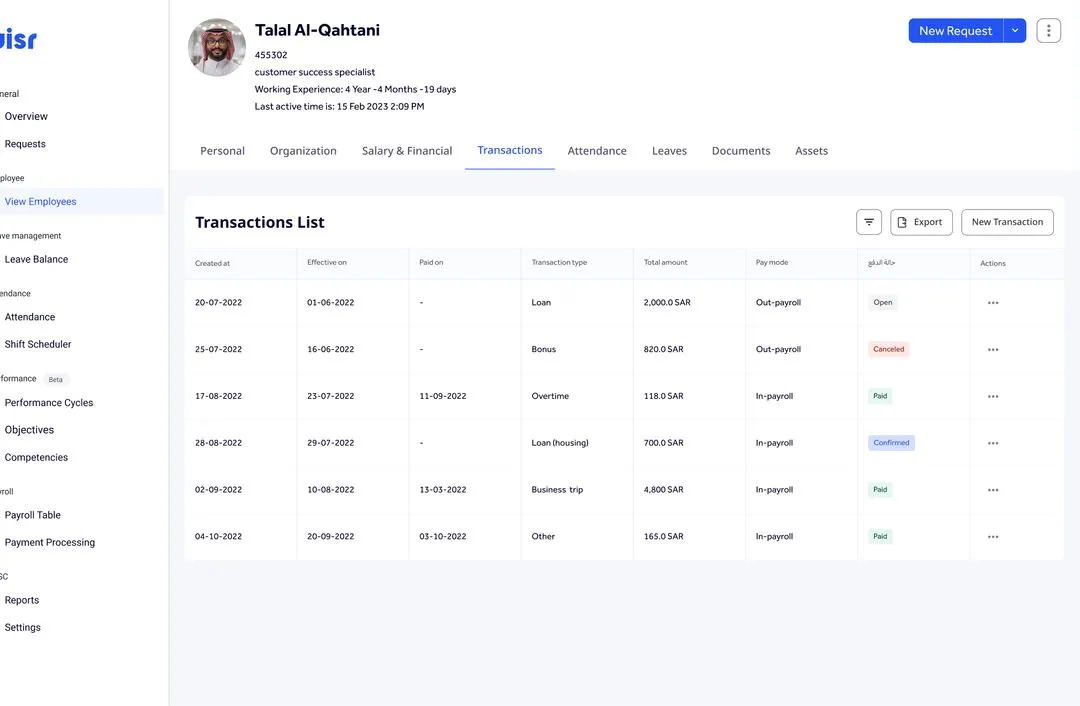 uisr
neral
Overview
Requests
ployee
View Employees
ave management
Leave Balance
endance
Attendance
Shift Scheduler
rformance Beta
Performance Cycles
Objectives
Competencies
yroll
Payroll Table
Payment Processing
SC
Reports
Settings
Talal Al-Qahtani
455302
customer success specialist
Working Experience: 4 Year -4 Months -19 days
Last active time is: 15 Feb 2023 2:09 PM
New Request
Personal Organization Salary & Financial Transactions Attendance Leaves Documents Assets
Transactions List
Export New Transaction
Created at Effective on Paid on Transaction type Total amount Pay mode حالة الدفع Actions
20-07-2022 01-06-2022 - Loan 2,000.0 SAR Out-payroll Open
25-07-2022 16-06-2022 - Bonus 820.0 SAR Out-payroll Canceled
17-08-2022 23-07-2022 11-09-2022 Overtime 118.0 SAR In-payroll Paid
28-08-2022 29-07-2022 - Loan (housing) 700.0 SAR In-payroll Confirmed
02-09-2022 10-08-2022 13-03-2022 Business trip 4,800 SAR In-payroll Paid
04-10-2022 20-09-2022 03-10-2022 Other 165.0 SAR In-payroll Paid